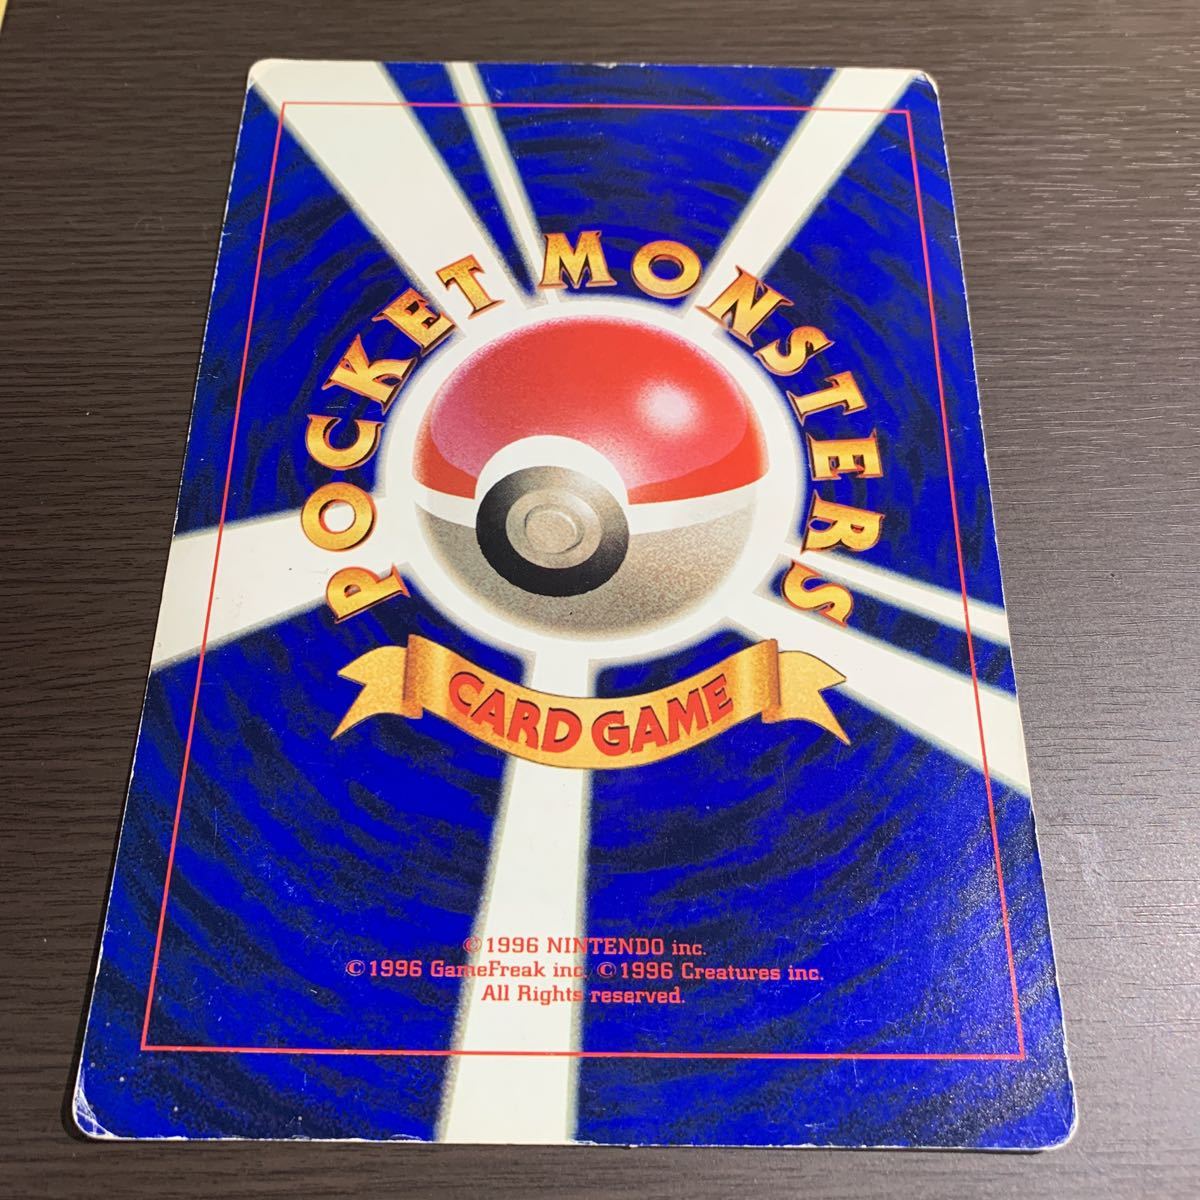 POCKET MONSTERS
CARD GAME
©1996 NINTENDO inc.
©1996 GameFreak inc. ©1996 Creatures inc.
All Rights reserved.